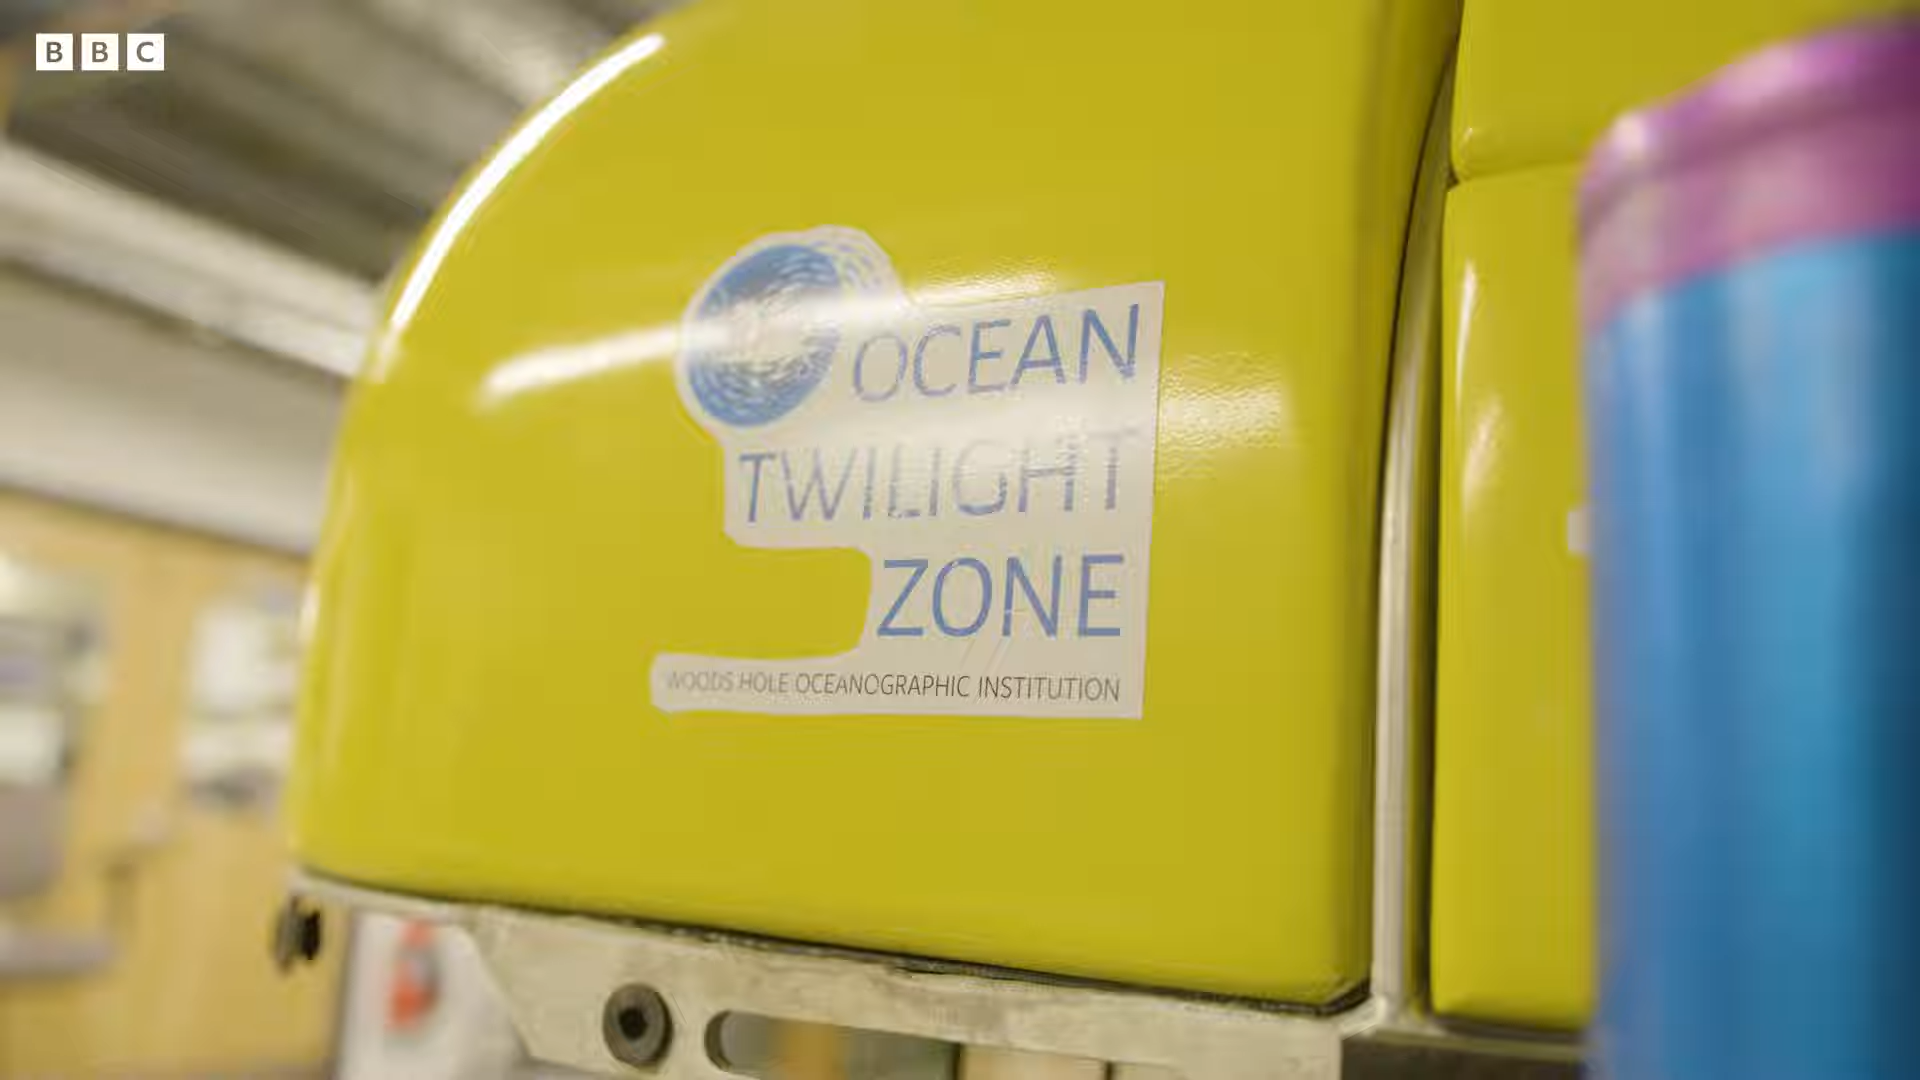 BBC
OCEAN
TWILIGHT
ZONE
WOODS HOLE OCEANOGRAPHIC INSTITUTION